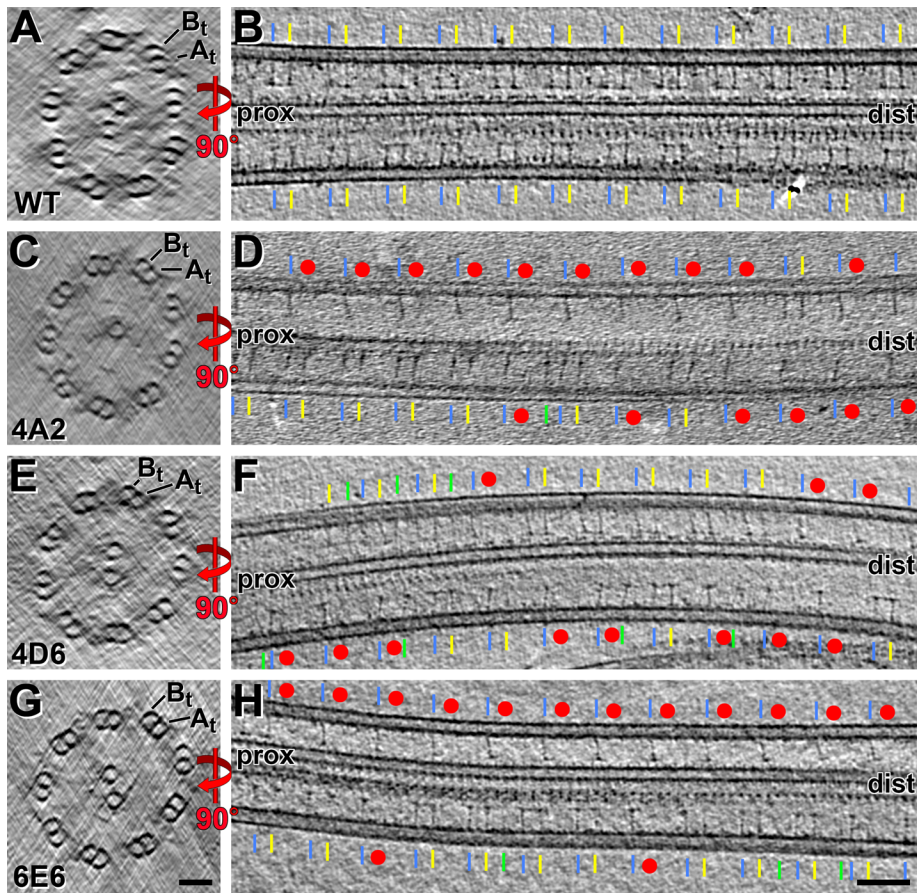 A
Bt
At
90°
WT
B
prox
dist
C
Bt
At
90°
4A2
D
prox
dist
E
Bt
At
90°
4D6
F
prox
dist
G
Bt
At
90°
6E6
H
prox
dist